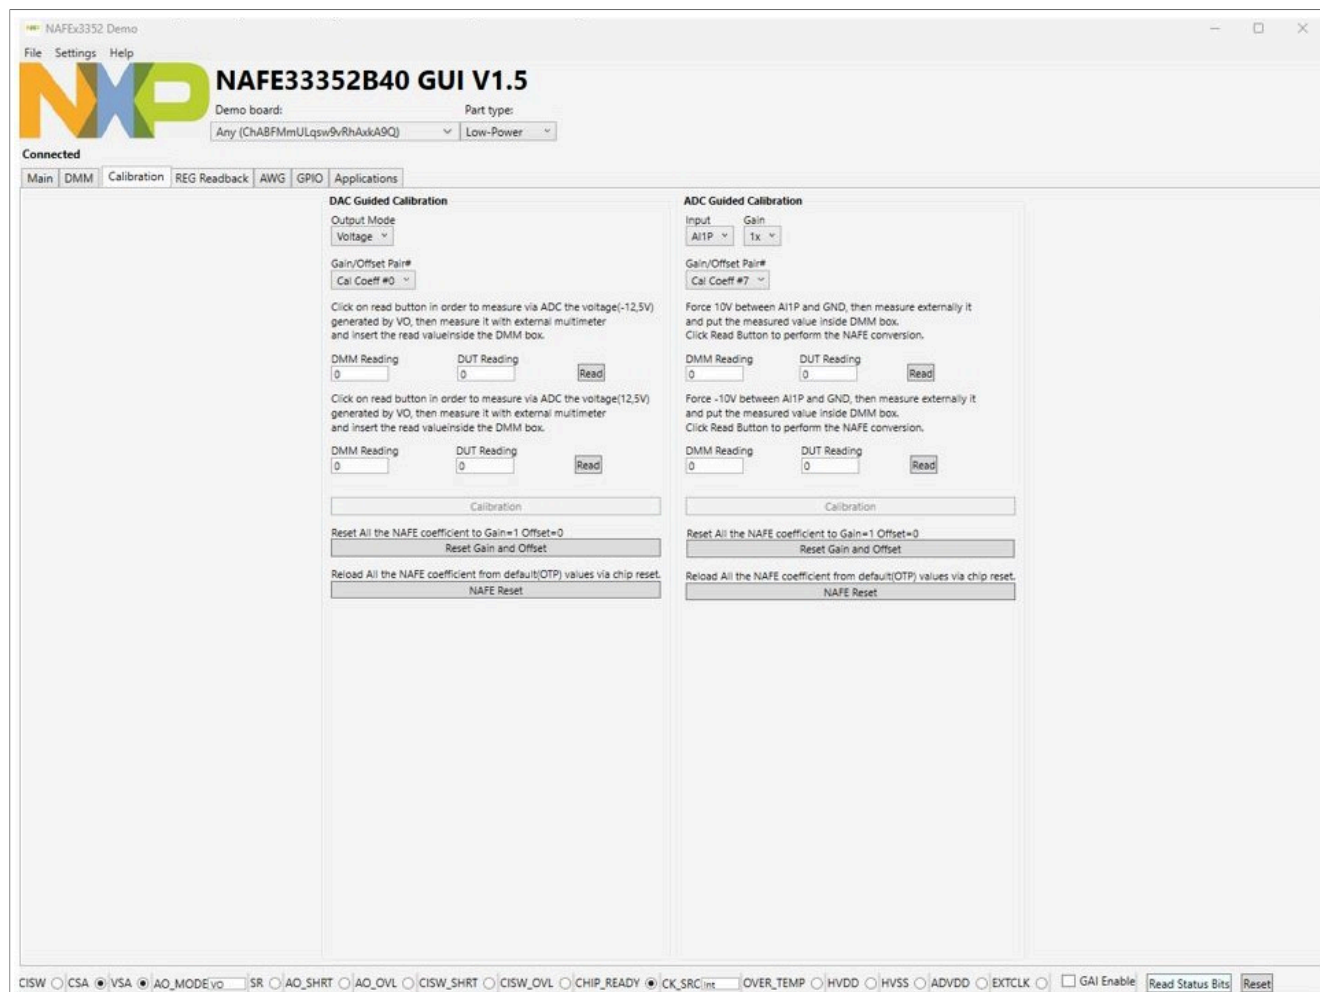 NAFEx3352 Demo
File Settings Help
NXP
NAFE33352B40 GUI V1.5
Demo board: Part type:
Any (ChABFMmULqsw9vRhAxkA9Q) Low-Power
Connected
Main DMM Calibration REG Readback AWG GPIO Applications
DAC Guided Calibration
Output Mode
Voltage
Gain/Offset Pair#
Cal Coeff #0
Click on read button in order to measure via ADC the voltage(-12,5V)
generated by VO, then measure it with external multimeter
and insert the read valueinside the DMM box.
DMM Reading DUT Reading
0 0 Read
Click on read button in order to measure via ADC the voltage(12,5V)
generated by VO, then measure it with external multimeter
and insert the read valueinside the DMM box.
DMM Reading DUT Reading
0 0 Read
Calibration
Reset All the NAFE coefficient to Gain=1 Offset=0
Reset Gain and Offset
Reload All the NAFE coefficient from default(OTP) values via chip reset.
NAFE Reset
ADC Guided Calibration
Input Gain
AI1P 1x
Gain/Offset Pair#
Cal Coeff #7
Force 10V between AI1P and GND, then measure externally it
and put the measured value inside DMM box.
Click Read Button to perform the NAFE conversion.
DMM Reading DUT Reading
0 0 Read
Force -10V between AI1P and GND, then measure externally it
and put the measured value inside DMM box.
Click Read Button to perform the NAFE conversion.
DMM Reading DUT Reading
0 0 Read
Calibration
Reset All the NAFE coefficient to Gain=1 Offset=0
Reset Gain and Offset
Reload All the NAFE coefficient from default(OTP) values via chip reset.
NAFE Reset
CISW CSA VSA AO_MODE VO SR AO_SHRT AO_OVL CISW_SHRT CISW_OVL CHIP_READY CK_SRC Int OVER_TEMP HVDD HVSS ADVDD EXTCLK GAI Enable Read Status Bits Reset